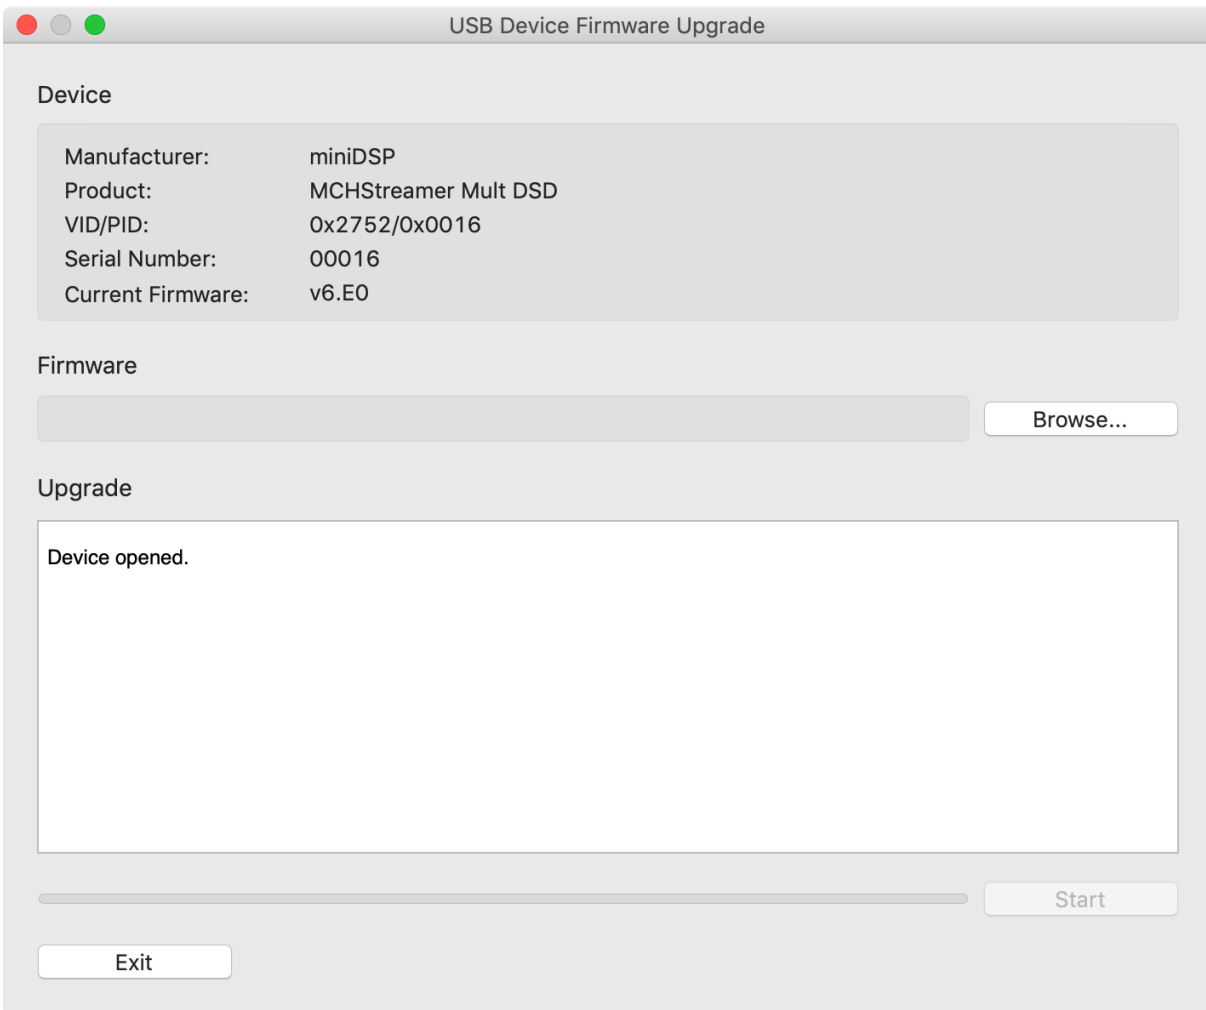 USB Device Firmware Upgrade
Device
Manufacturer: miniDSP
Product: MCHStreamer Mult DSD
VID/PID: 0x2752/0x0016
Serial Number: 00016
Current Firmware: v6.E0
Firmware
Browse...
Upgrade
Device opened.
Start
Exit